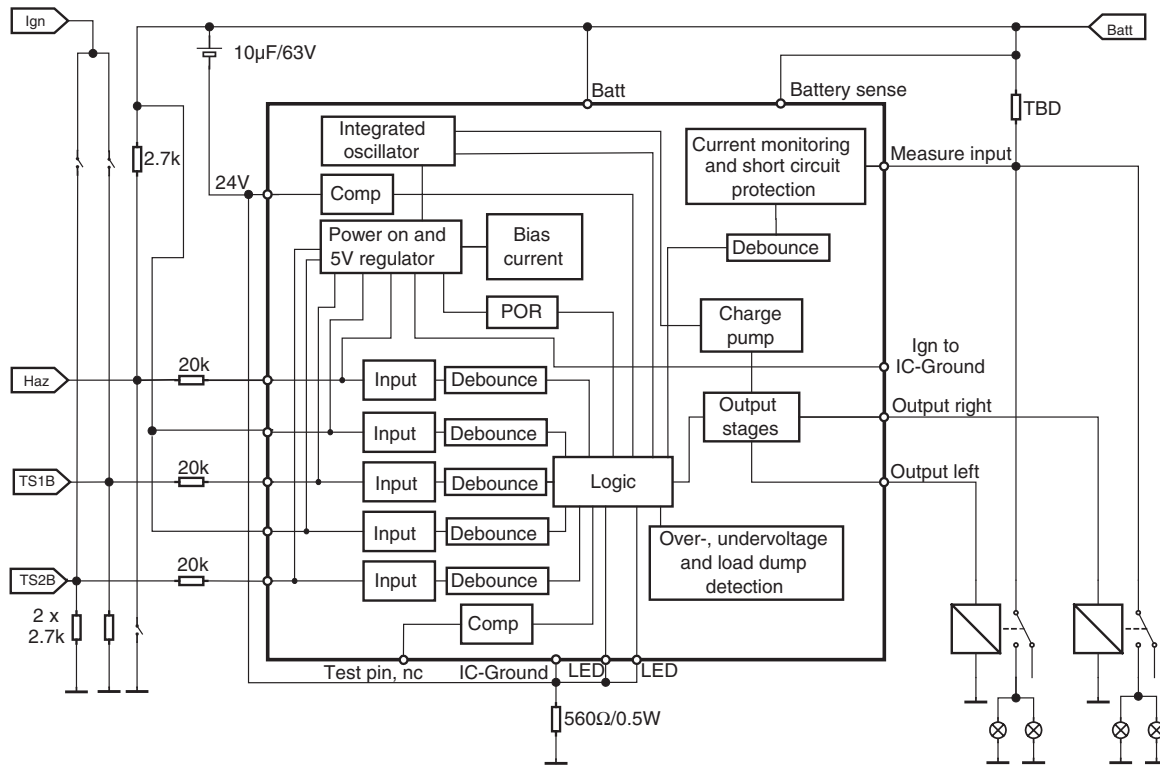 Ign
Batt
10µF/63V
Batt
Battery sense
TBD
Integrated
oscillator
Current monitoring
and short circuit
protection
Measure input
2.7k
24V
Comp
Power on and
5V regulator
Bias
current
Debounce
POR
Charge
pump
Ign to
IC-Ground
Haz
20k
Input
Debounce
Output
stages
Output right
Input
Debounce
TS1B
20k
Input
Debounce
Logic
Output left
Input
Debounce
Over-, undervoltage
and load dump
detection
TS2B
20k
Input
Debounce
2 x
2.7k
Comp
Test pin, nc
IC-Ground
LED
LED
560Ω/0.5W